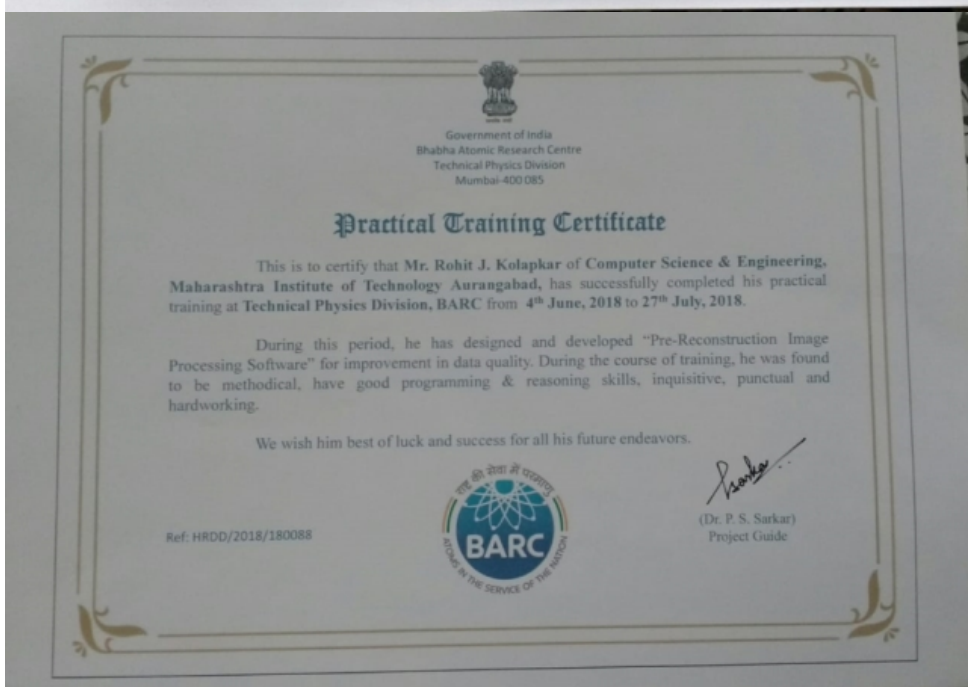 Government of India
Bhabha Atomic Research Centre
Technical Physics Division
Mumbai-400 085
Practical Training Certificate
This is to certify that Mr. Rohit J. Kolapkar of Computer Science & Engineering,
Maharashtra Institute of Technology Aurangabad, has successfully completed his practical
training at Technical Physics Division, BARC from 4th June, 2018 to 27th July, 2018.
During this period, he has designed and developed “Pre-Reconstruction Image
Processing Software” for improvement in data quality. During the course of training, he was found
to be methodical, have good programming & reasoning skills, inquisitive, punctual and
hardworking.
We wish him best of luck and success for all his future endeavors.
राष्ट्र की सेवा में परमाणु
BARC
ATOMS IN THE SERVICE OF THE NATION
Sarkar
(Dr. P. S. Sarkar)
Project Guide
Ref: HRDD/2018/180088